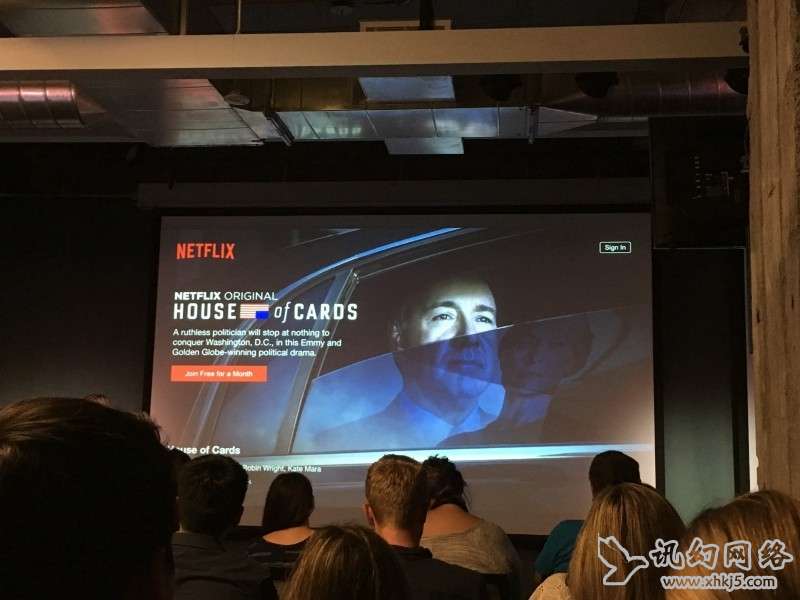 NETFLIX
Sign In
NETFLIX ORIGINAL
HOUSE of CARDS
A ruthless politician will stop at nothing to
conquer Washington, D.C., in this Emmy and
Golden Globe-winning political drama.
Join Free for a Month
House of Cards
Robin Wright, Kate Mara
讯幻网络
www.xhkj5.com